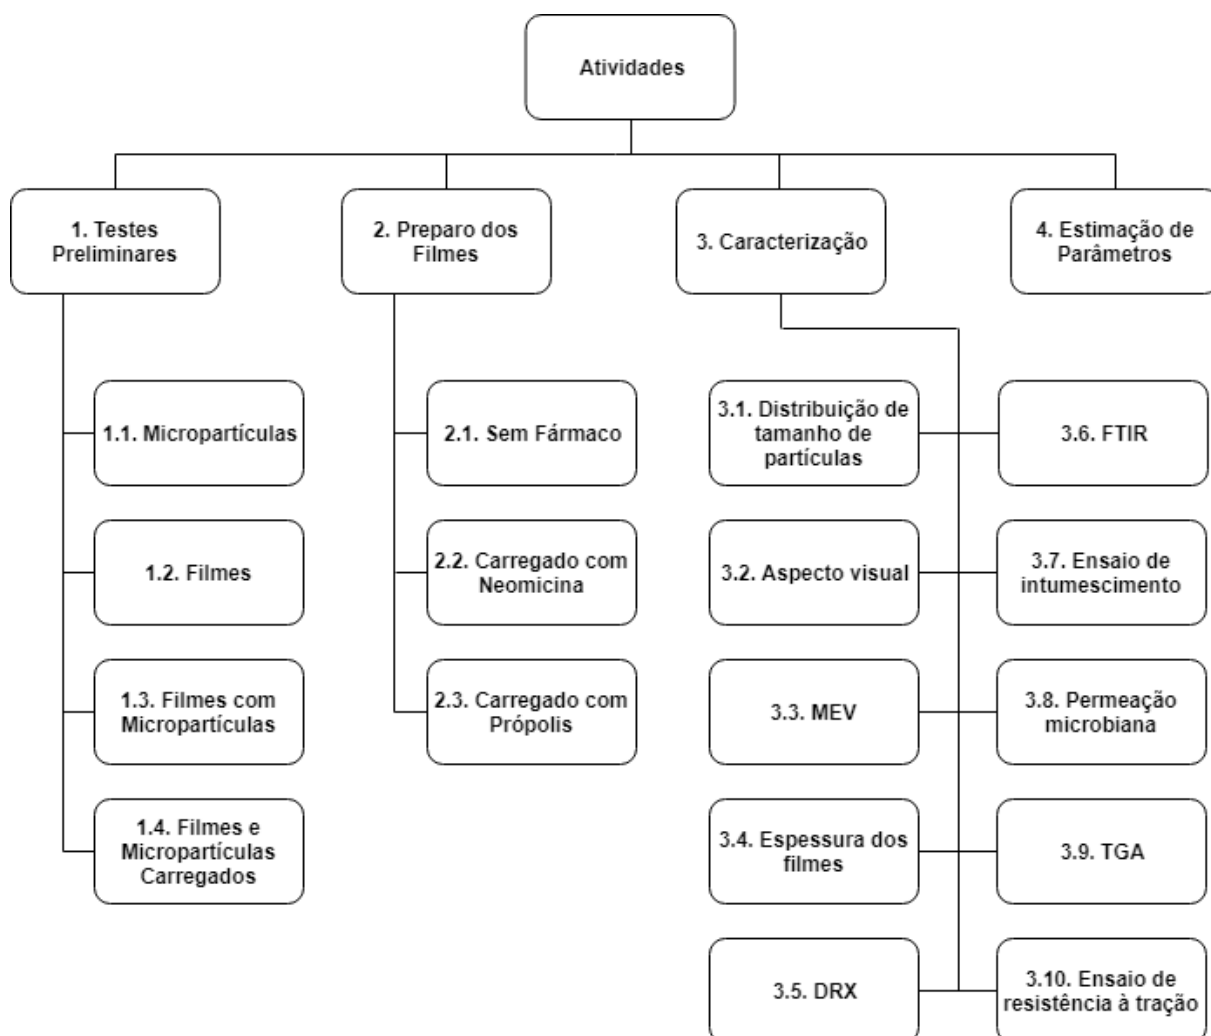 Atividades
1. Testes
Preliminares
2. Preparo dos
Filmes
3. Caracterização
4. Estimação de
Parâmetros
1.1. Micropartículas
1.2. Filmes
1.3. Filmes com
Micropartículas
1.4. Filmes e
Micropartículas
Carregados
2.1. Sem Fármaco
2.2. Carregado com
Neomicina
2.3. Carregado com
Própolis
3.1. Distribuição de
tamanho de
partículas
3.2. Aspecto visual
3.3. MEV
3.4. Espessura dos
filmes
3.5. DRX
3.6. FTIR
3.7. Ensaio de
intumescimento
3.8. Permeação
microbiana
3.9. TGA
3.10. Ensaio de
resistência à tração